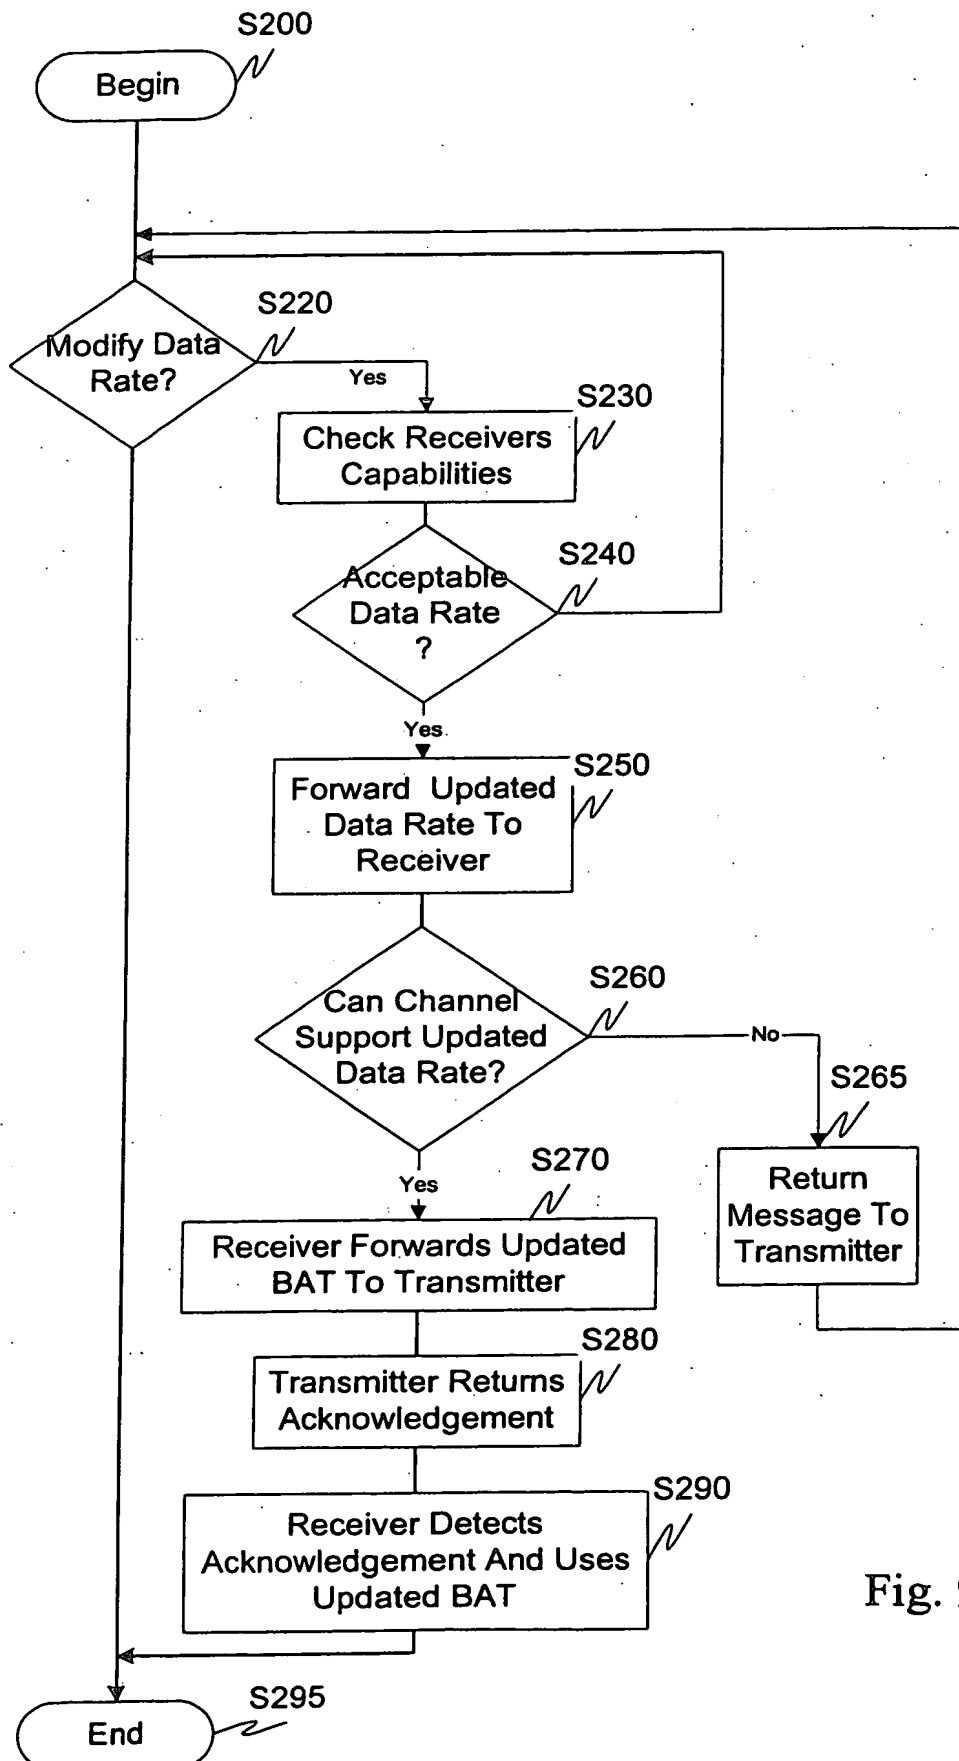 S200
Begin
S220
Modify Data
Rate?
Yes
S230
Check Receivers
Capabilities
S240
Acceptable
Data Rate
?
Yes
S250
Forward Updated
Data Rate To
Receiver
S260
Can Channel
Support Updated
Data Rate?
No
S265
Return
Message To
Transmitter
Yes
S270
Receiver Forwards Updated
BAT To Transmitter
S280
Transmitter Returns
Acknowledgement
S290
Receiver Detects
Acknowledgement And Uses
Updated BAT
Fig.
S295
End